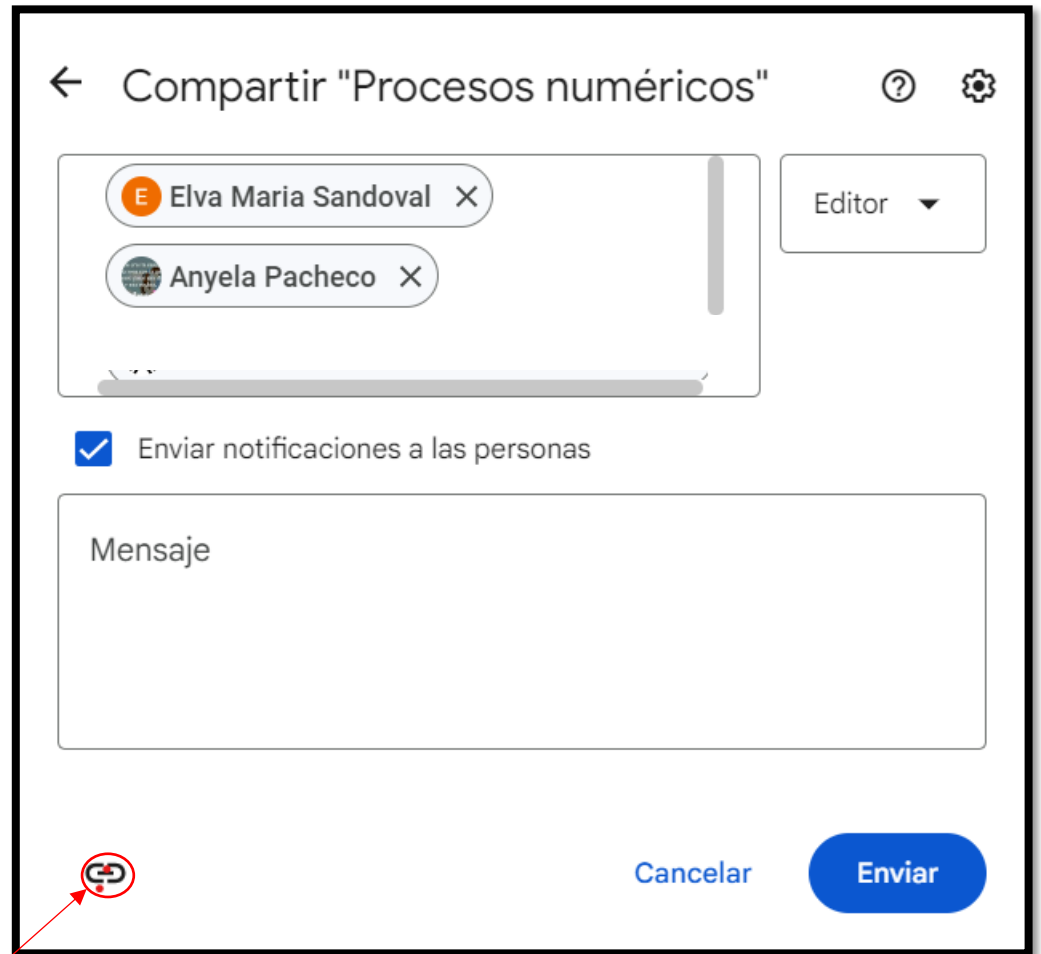 Compartir "Procesos numéricos"
E Elva Maria Sandoval
Editor
Anyela Pacheco
Enviar notificaciones a las personas
Mensaje
Cancelar
Enviar